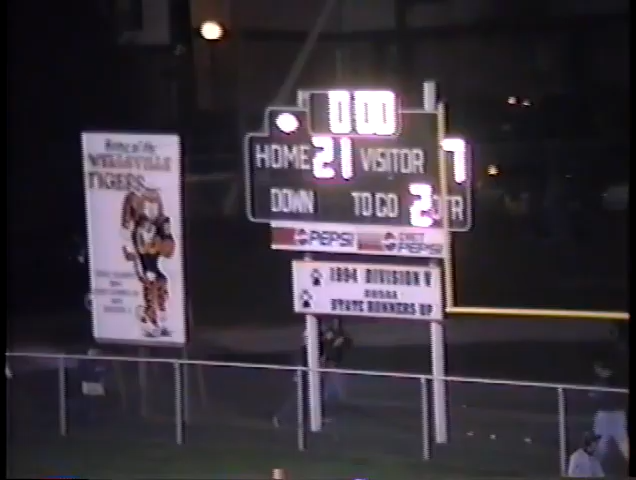 Home of the
WELLSVILLE
TIGERS
0 00
HOME 21 VISITOR 7
DOWN TO GO 2 QTR
PEPSI DIET PEPSI
1994 DIVISION V
STATE RUNNERS UP